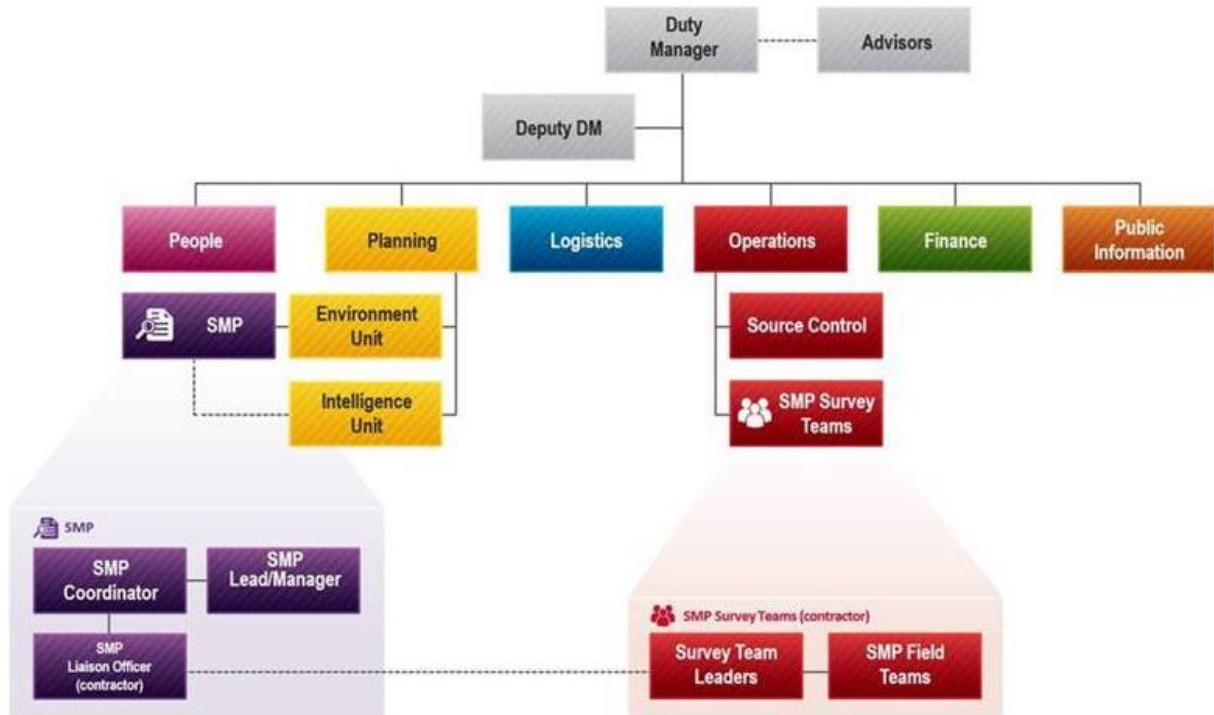 Duty
Manager
Advisors
Deputy DM
People
Planning
Logistics
Operations
Finance
Public
Information
SMP
Environment
Unit
Source Control
Intelligence
Unit
SMP Survey
Teams
SMP
SMP
Coordinator
SMP
Lead/Manager
SMP
Liaison Officer
(contractor)
SMP Survey Teams (contractor)
Survey Team
Leaders
SMP Field
Teams